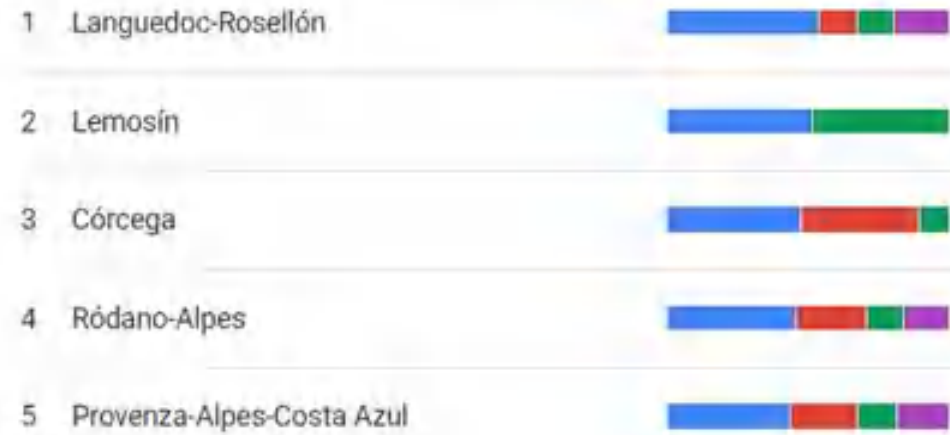 1 Languedoc-Rosellón
2 Lemosín
3 Córcega
4 Ródano-Alpes
5 Provenza-Alpes-Costa Azul